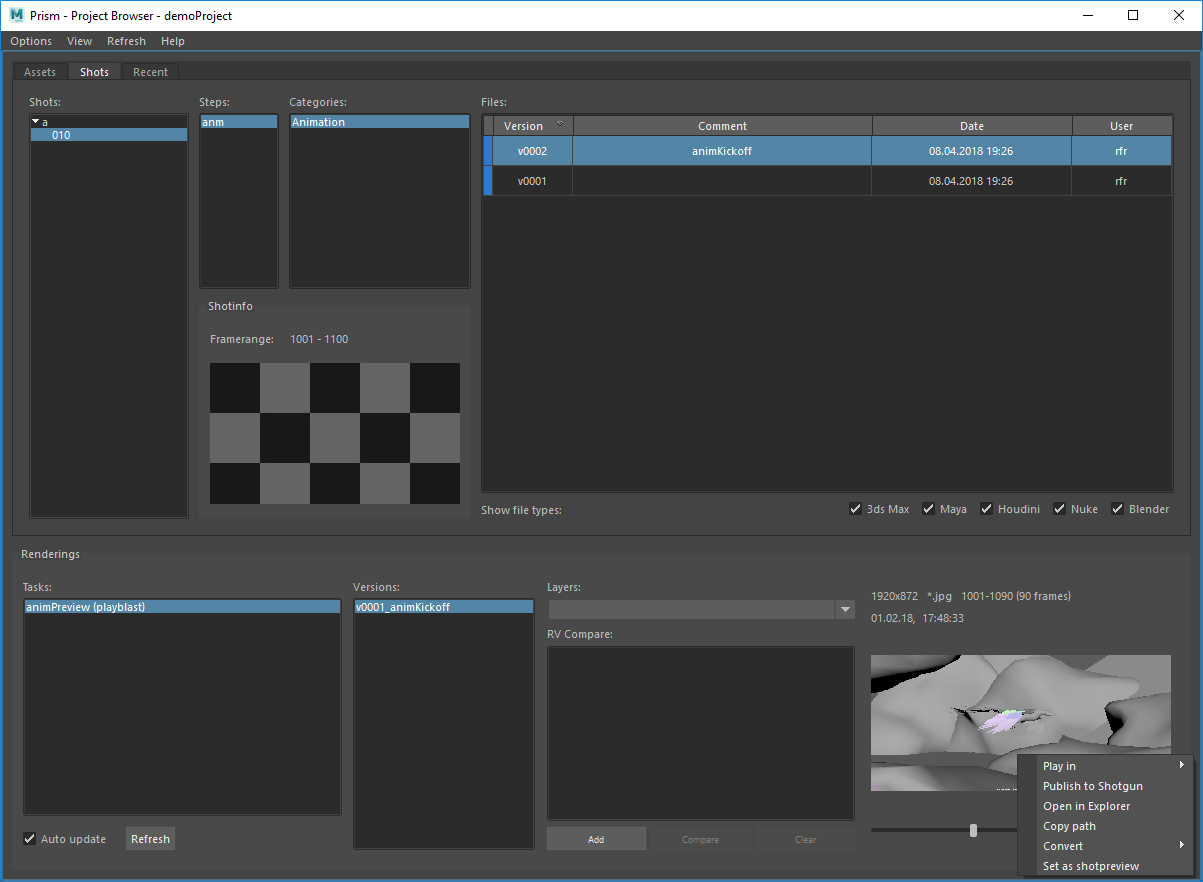 Prism - Project Browser - demoProject
Options View Refresh Help
Assets Shots Recent
Shots:
a
010
Steps:
anm
Categories:
Animation
Files:
Version Comment Date User
v0002 animKickoff 08.04.2018 19:26 rfr
v0001 08.04.2018 19:26 rfr
Shotinfo
Framerange: 1001 - 1100
Show file types: 3ds Max Maya Houdini Nuke Blender
Renderings
Tasks:
animPreview (playblast)
Auto update Refresh
Versions:
v0001_animKickoff
Layers:
RV Compare:
Add Compare Clear
1920x872 *.jpg 1001-1090 (90 frames)
01.02.18, 17:48:33
Play in
Publish to Shotgun
Open in Explorer
Copy path
Convert
Set as shotpreview